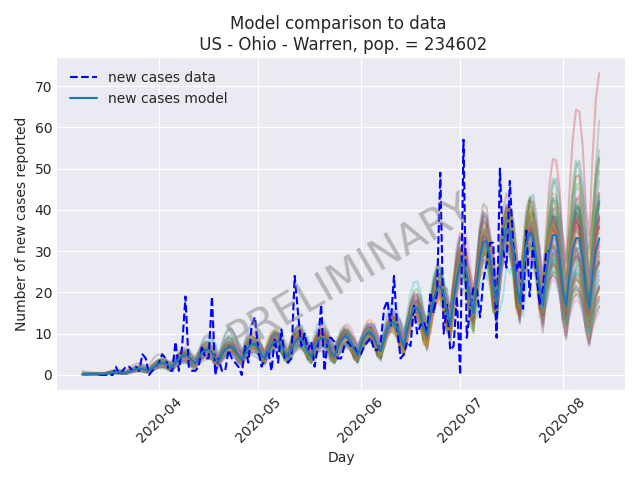 Model comparison to data
US - Ohio - Warren, pop. = 234602
new cases data
new cases model
PRELIMINARY
Number of new cases reported
70
60
50
40
30
20
10
0
2020-04
2020-05
2020-06
2020-07
2020-08
Day